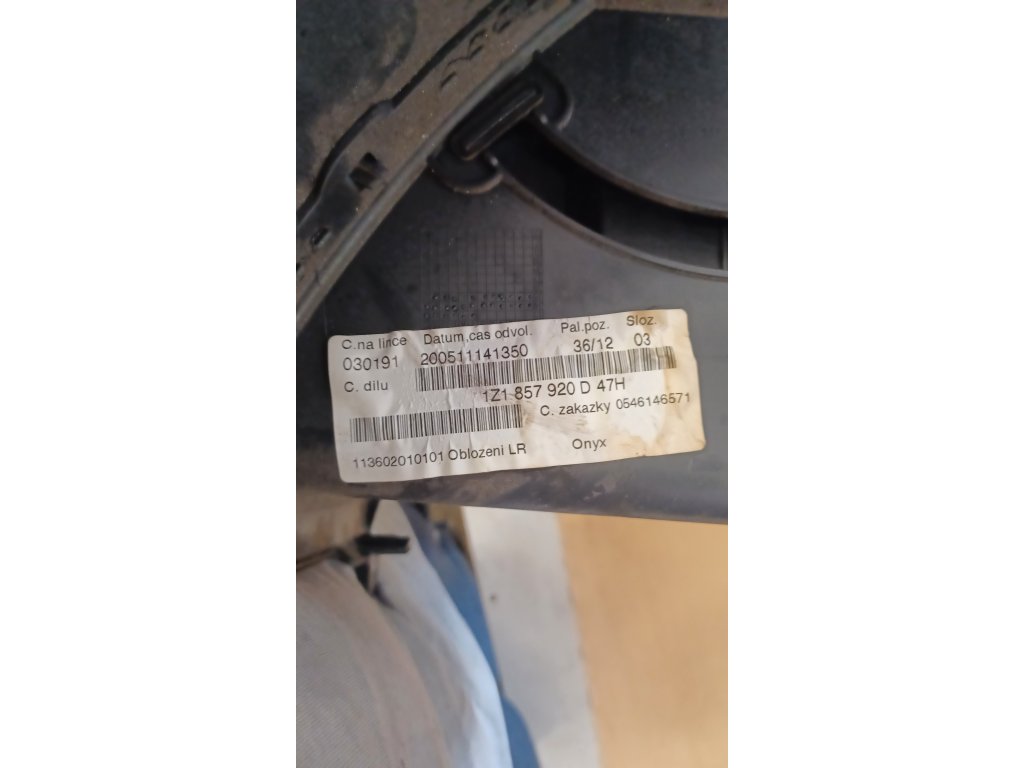 C.na lince Datum,cas odvol. Pal.poz. Sloz.
030191 200511141350 36/12 03
C. dilu
1Z1 857 920 D 47H
C. zakazky 0546146571
113602010101 Oblozeni LR Onyx